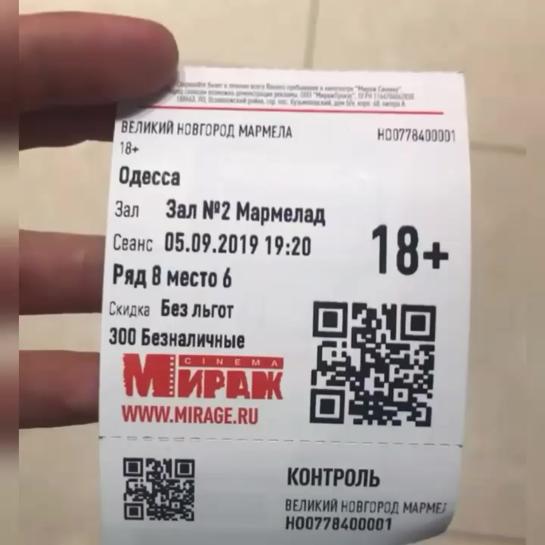 ВЕЛИКИЙ НОВГОРОД МАРМЕЛА НО0778400001
18+
Одесса
Зал Зал №2 Мармелад
Сеанс 05.09.2019 19:20
18+
Ряд 8 место 6
Скидка Без льгот
300 Безналичные
CINEMA
МИРАЖ
WWW.MIRAGE.RU
КОНТРОЛЬ
ВЕЛИКИЙ НОВГОРОД МАРМЕЛ
НО0778400001